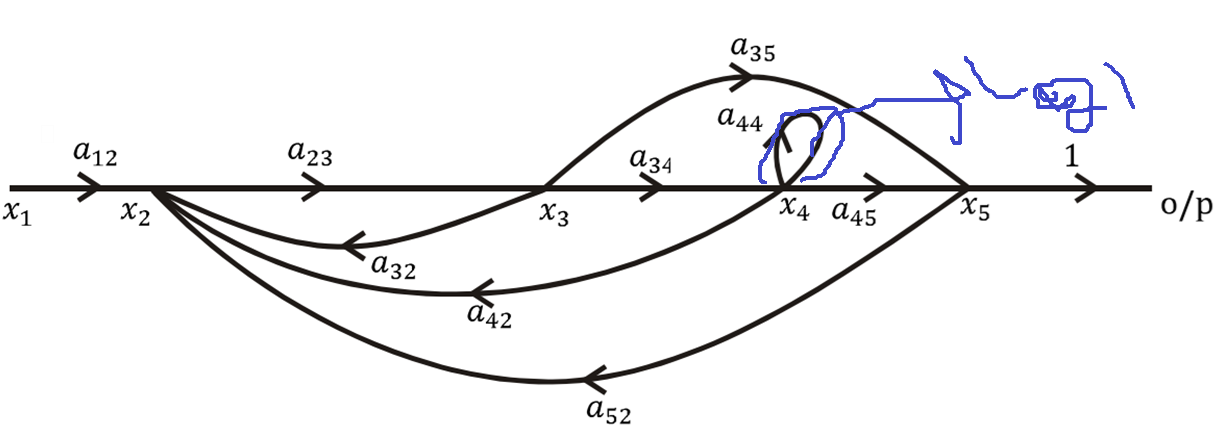 a₃₅
a₄₄
a₁₂ a₂₃ a₃₄ 1
x₁ x₂ x₃ x₄ a₄₅ x₅ o/p
a₃₂
a₄₂
a₅₂